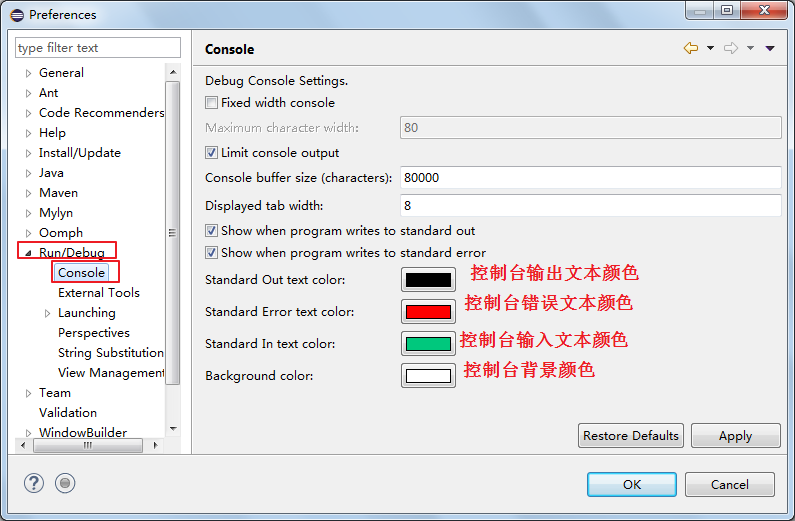 Preferences
type filter text
General
Ant
Code Recommenders
Help
Install/Update
Java
Maven
Mylyn
Oomph
Run/Debug
Console
External Tools
Launching
Perspectives
String Substitution
View Management
Team
Validation
WindowBuilder
Console
Debug Console Settings.
Fixed width console
Maximum character width: 80
Limit console output
Console buffer size (characters): 80000
Displayed tab width: 8
Show when program writes to standard out
Show when program writes to standard error
Standard Out text color: 控制台输出文本颜色
Standard Error text color: 控制台错误文本颜色
Standard In text color: 控制台输入文本颜色
Background color: 控制台背景颜色
Restore Defaults Apply
OK Cancel